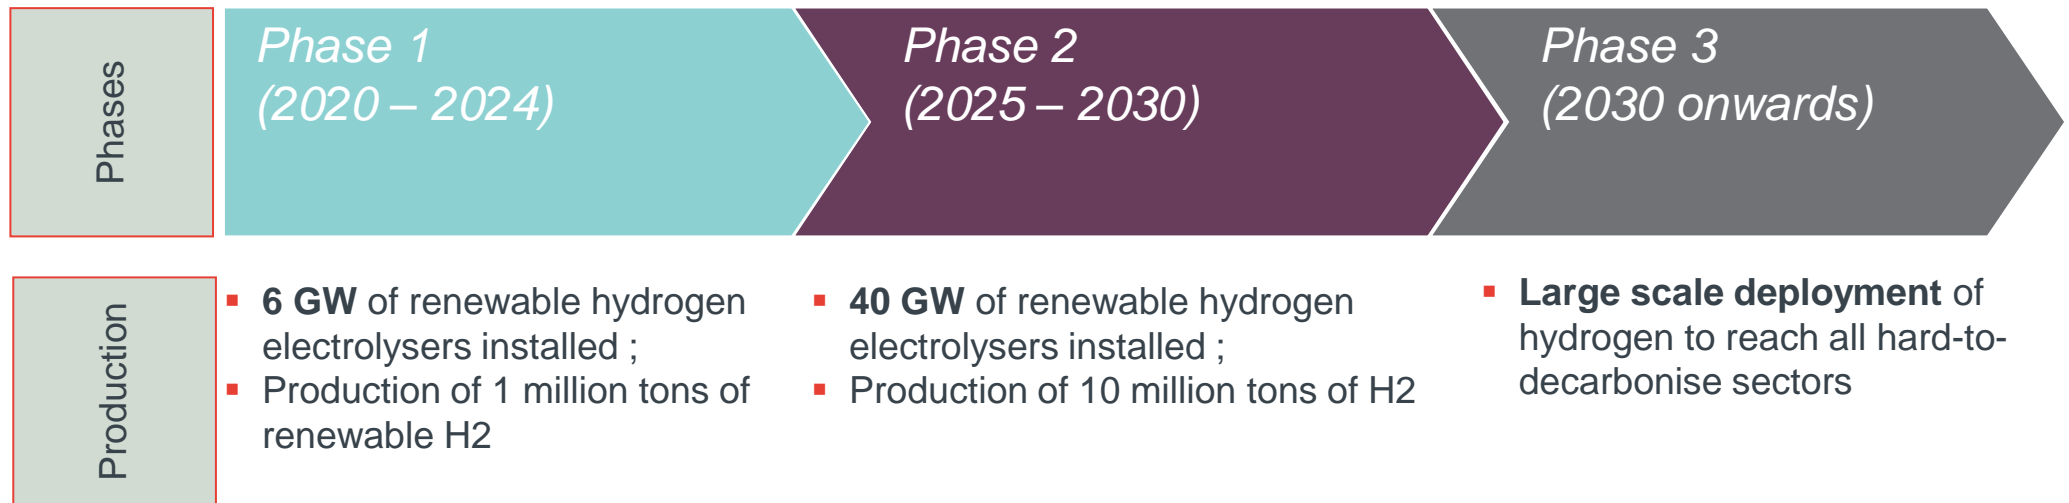 Phases
Phase 1
(2020 – 2024)
Phase 2
(2025 – 2030)
Phase 3
(2030 onwards)
Production
▪ 6 GW of renewable hydrogen
electrolysers installed ;
▪ Production of 1 million tons of
renewable H2
▪ 40 GW of renewable hydrogen
electrolysers installed ;
▪ Production of 10 million tons of H2
▪ Large scale deployment of
hydrogen to reach all hard-to-
decarbonise sectors